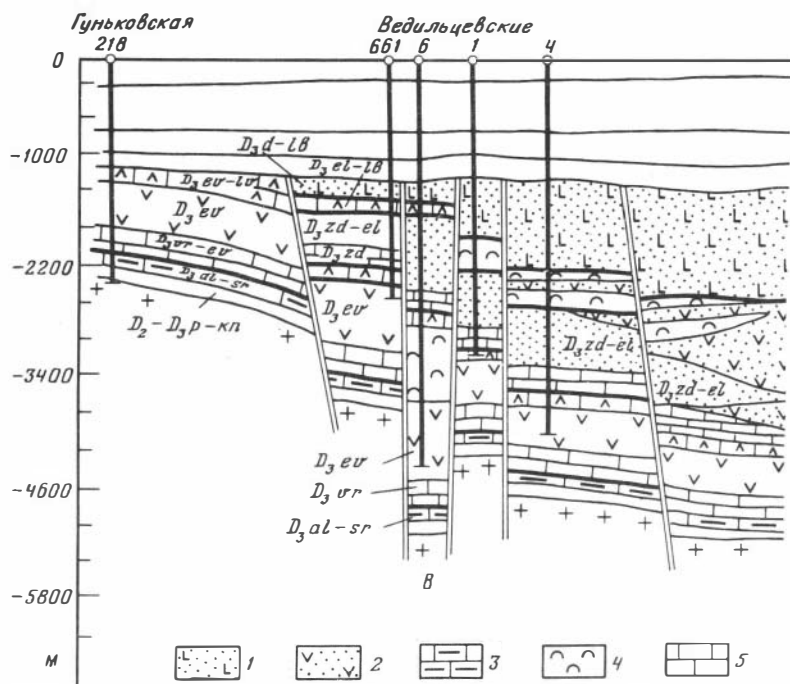 Гуньковская
Ведильцевские
218
661 6 1 4
0
D₃d-lв
-1000
D₃el-lв
D₃ev-lv
D₃ev
D₃zd-el
D₃vr-ev
D₃zd
-2200
D₃al-sr
D₃ev
D₂-D₃p-кп
D₃zd-el
-3400
D₃zd-el
D₃ev
-4600
D₃vr
D₃al-sr
в
-5800
м
1 2 3 4 5